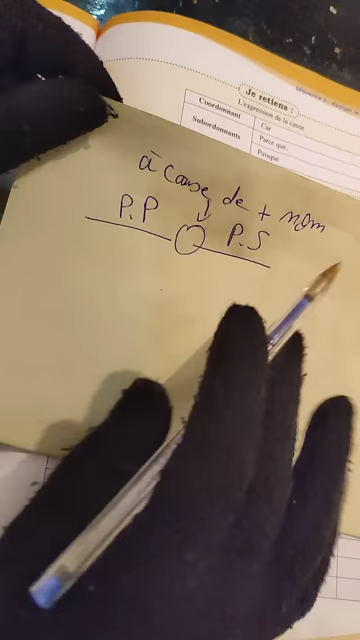 Je retiens :
L'expression de la cause
Coordonnant
Car
Subordonnants
Parce que,
Puisque
à cause de + nom
P.P
P.S